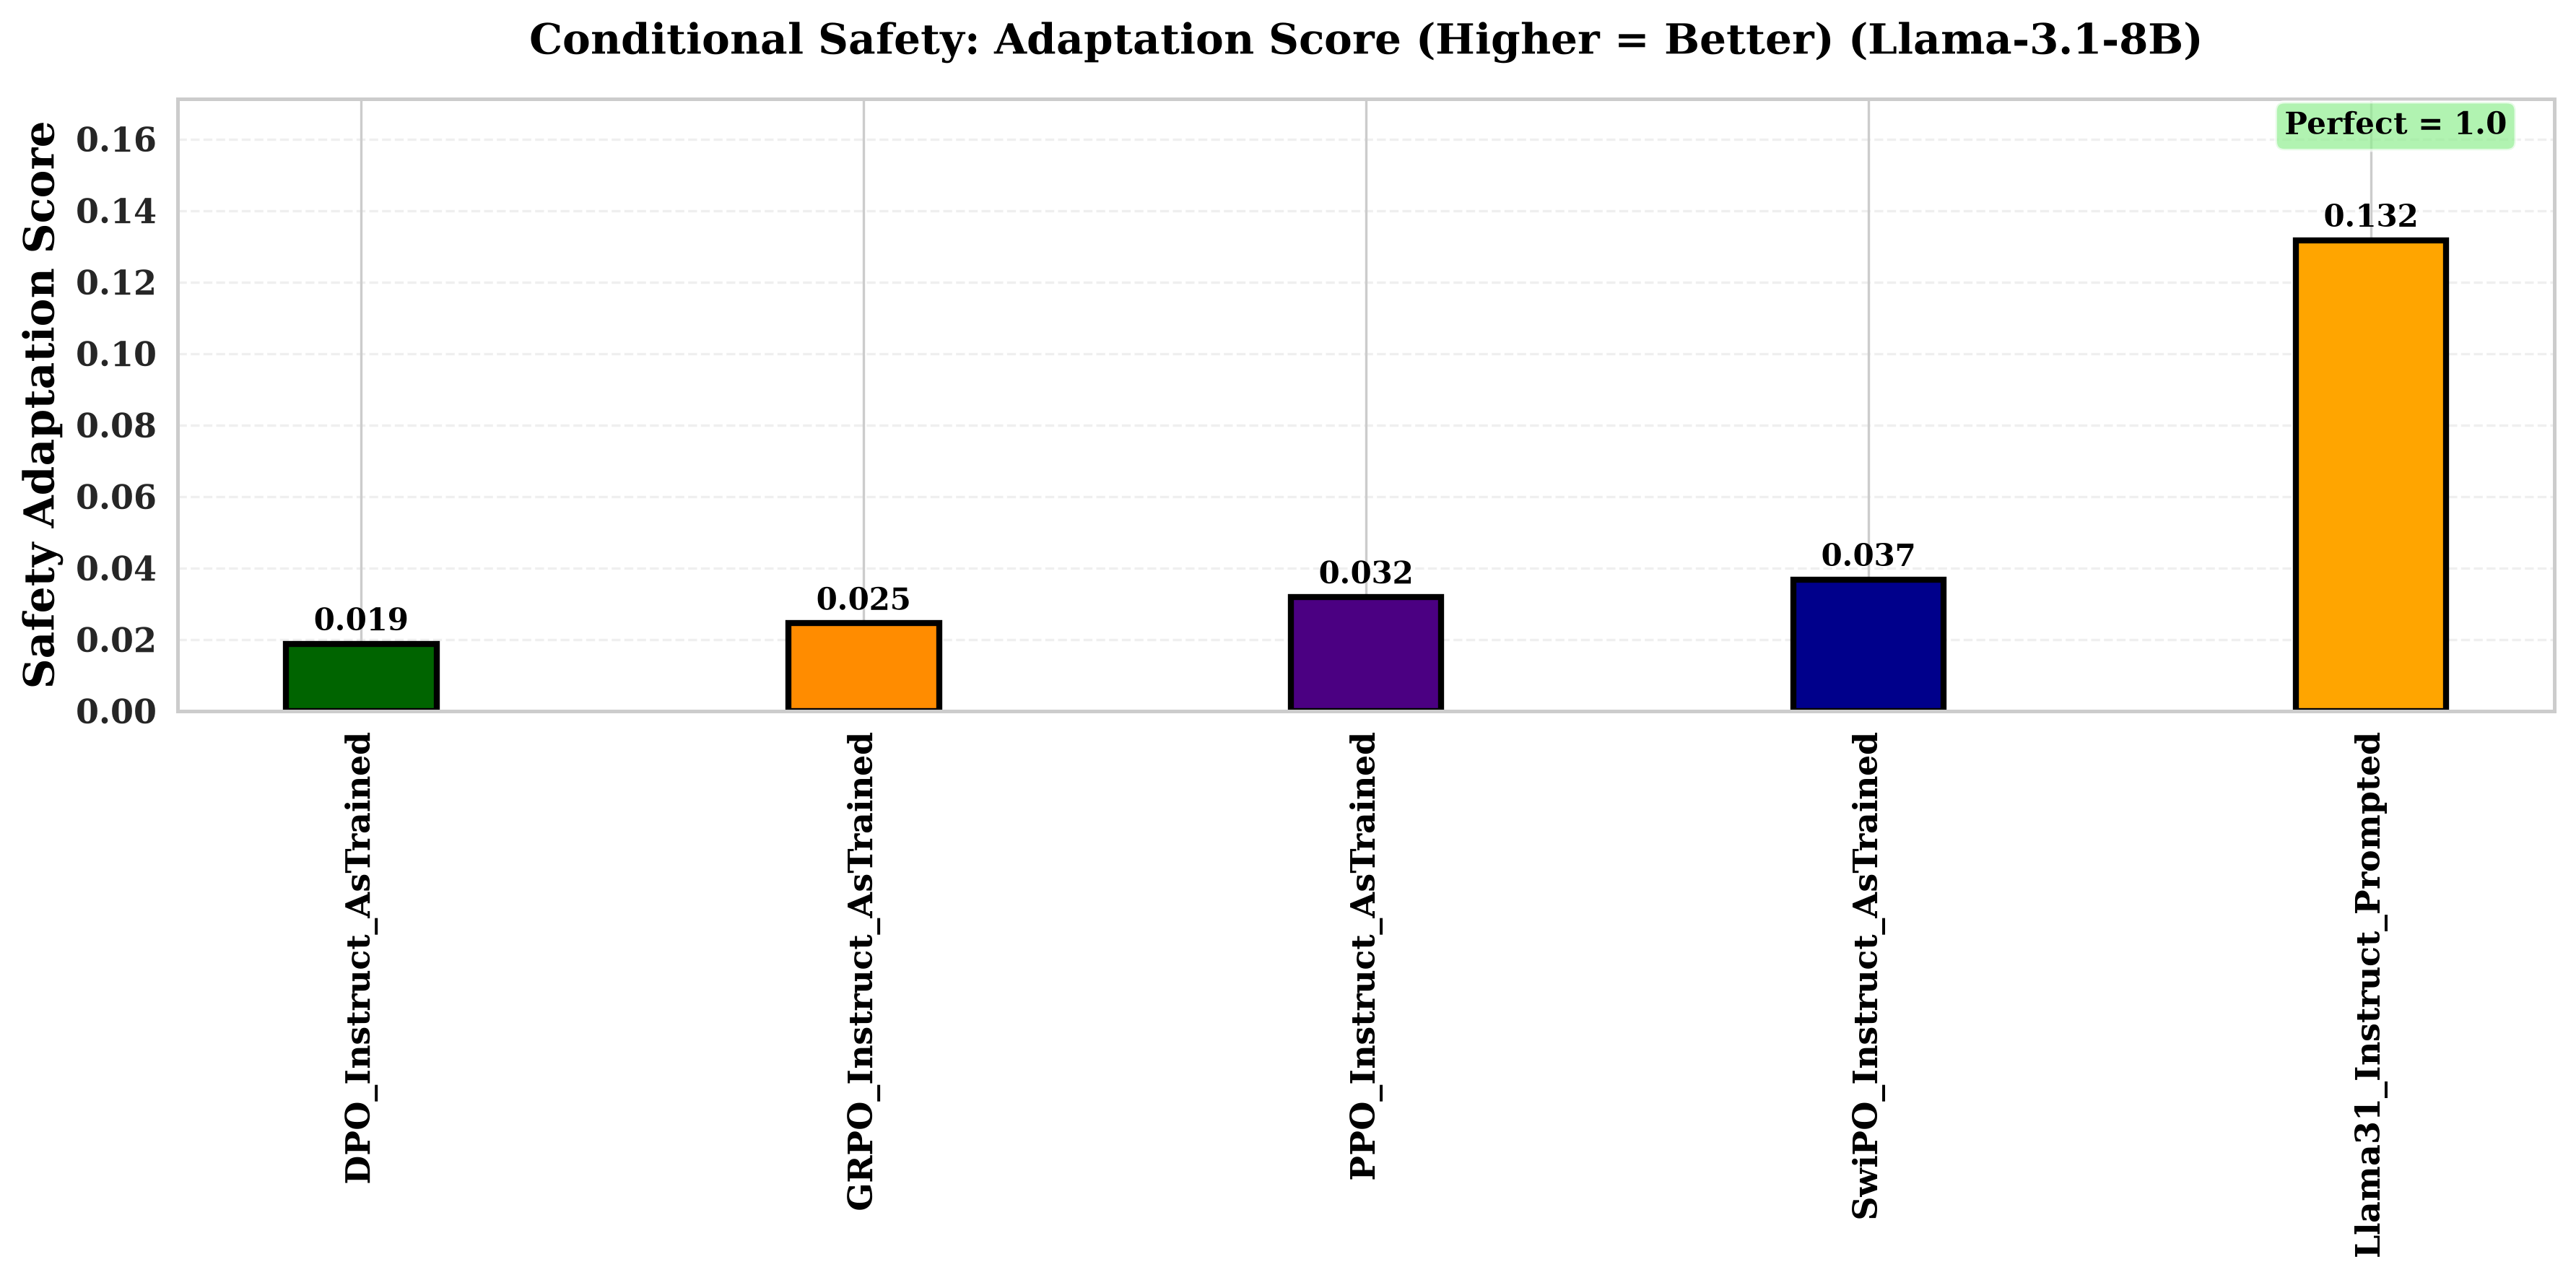 Conditional Safety: Adaptation Score (Higher = Better) (Llama-3.1-8B)
Safety Adaptation Score
0.16
0.14
0.12
0.10
0.08
0.06
0.04
0.02
0.00
Perfect = 1.0
0.019
0.025
0.032
0.037
0.132
DPO_Instruct_AsTrained
GRPO_Instruct_AsTrained
PPO_Instruct_AsTrained
SwiPO_Instruct_AsTrained
Llama31_Instruct_Prompted